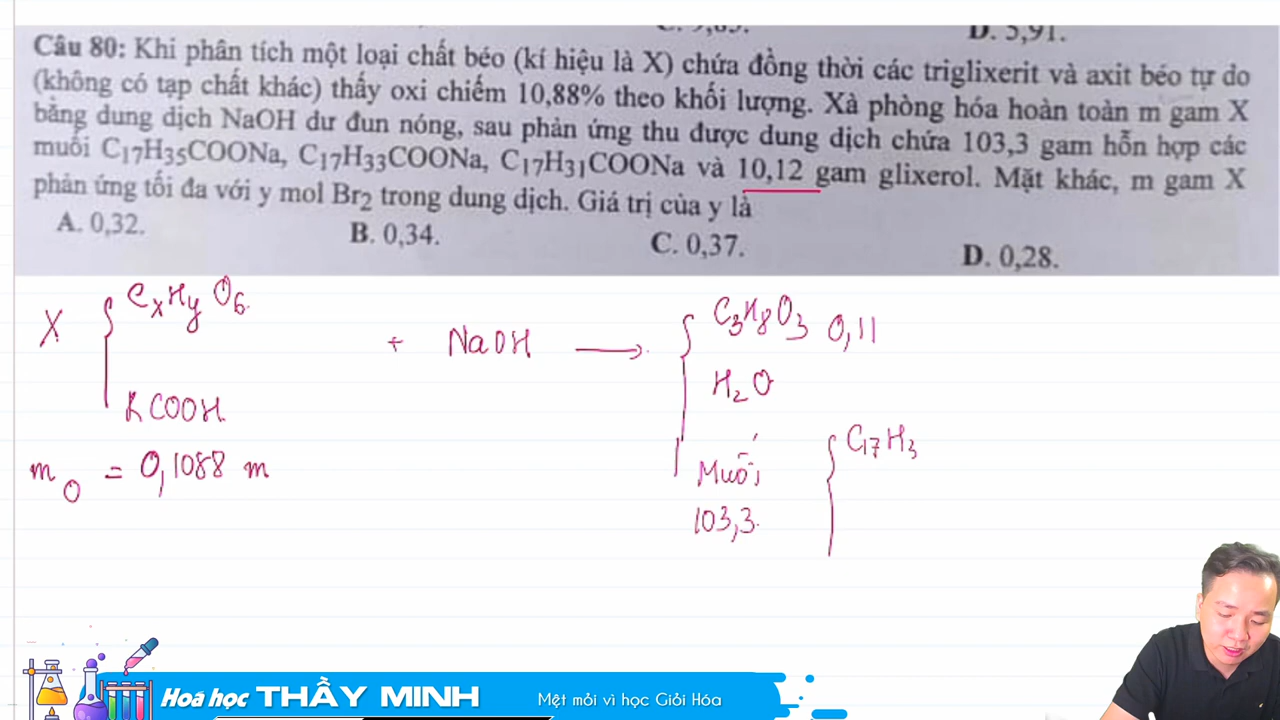 D. 5,91.
Câu 80: Khi phân tích một loại chất béo (kí hiệu là X) chứa đồng thời các triglixerit và axit béo tự do
(không có tạp chất khác) thấy oxi chiếm 10,88% theo khối lượng. Xà phòng hóa hoàn toàn m gam X
bằng dung dịch NaOH dư đun nóng, sau phản ứng thu được dung dịch chứa 103,3 gam hỗn hợp các
muối C₁₇H₃₅COONa, C₁₇H₃₃COONa, C₁₇H₃₁COONa và 10,12 gam glixerol. Mặt khác, m gam X
phản ứng tối đa với y mol Br₂ trong dung dịch. Giá trị của y là
A. 0,32. B. 0,34. C. 0,37. D. 0,28.
X CₓHᵧO₆ + NaOH → C₃H₈O₃ 0,11
H₂O
RCOOH
Muối C₁₇H₃
m_O = 0,1088 m
103,3
Hoá học THẦY MINH Mệt mỏi vì học Giỏi Hóa